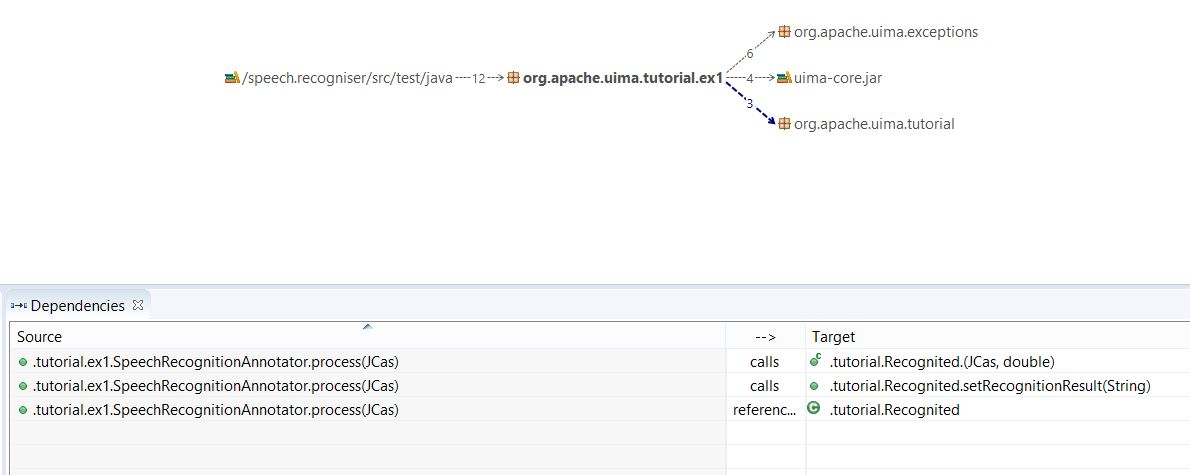 org.apache.uima.exceptions
6
/speech.recogniser/src/test/java 12 org.apache.uima.tutorial.ex1 4 uima-core.jar
3
org.apache.uima.tutorial
Dependencies
Source --> Target
.tutorial.ex1.SpeechRecognitionAnnotator.process(JCas) calls .tutorial.Recognited.(JCas, double)
.tutorial.ex1.SpeechRecognitionAnnotator.process(JCas) calls .tutorial.Recognited.setRecognitionResult(String)
.tutorial.ex1.SpeechRecognitionAnnotator.process(JCas) referenc... .tutorial.Recognited